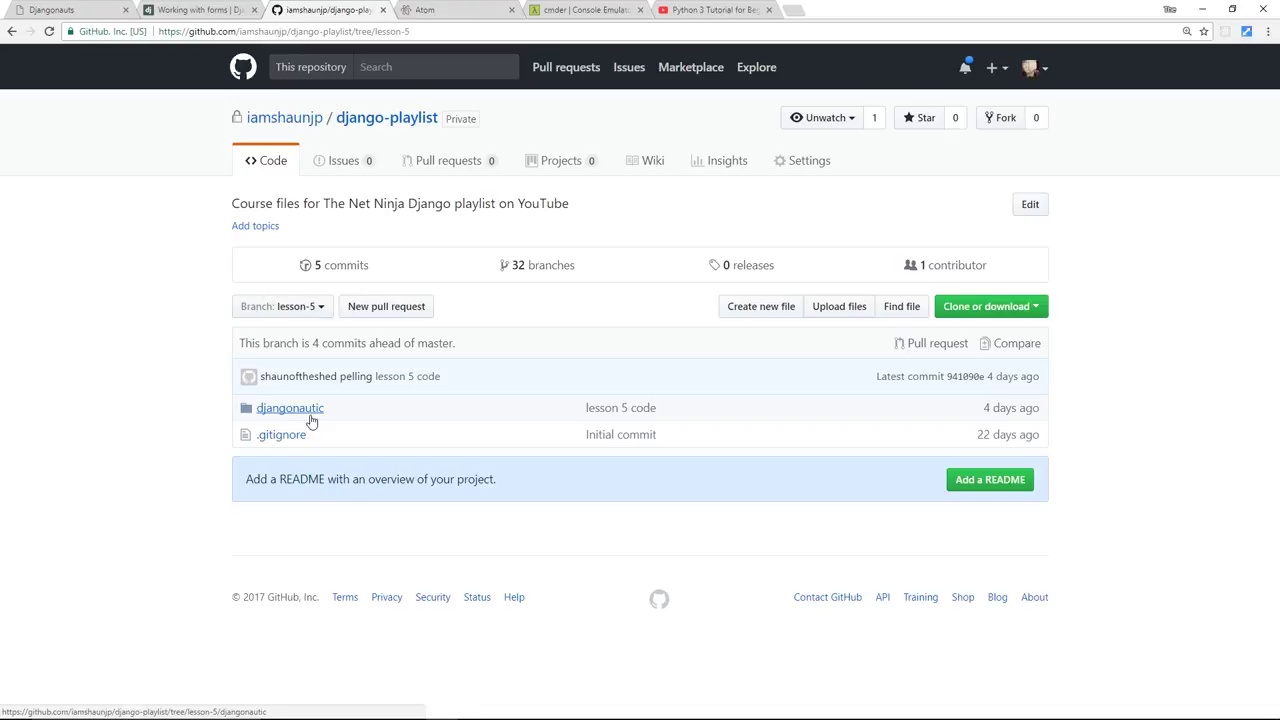 Djangonauts
Working with forms | Dj
iamshaunjp/django-play
Atom
cmder | Console Emulat
Python 3 Tutorial for Be
The
GitHub, Inc. [US] https://github.com/iamshaunjp/django-playlist/tree/lesson-5
This repository Search Pull requests Issues Marketplace Explore
iamshaunjp / django-playlist Private
Unwatch 1 Star 0 Fork 0
Code Issues 0 Pull requests 0 Projects 0 Wiki Insights Settings
Course files for The Net Ninja Django playlist on YouTube
Edit
Add topics
5 commits 32 branches 0 releases 1 contributor
Branch: lesson-5 New pull request Create new file Upload files Find file Clone or download
This branch is 4 commits ahead of master. Pull request Compare
shaunoftheshed pelling lesson 5 code Latest commit 941090e 4 days ago
djangonautic lesson 5 code 4 days ago
.gitignore Initial commit 22 days ago
Add a README with an overview of your project. Add a README
© 2017 GitHub, Inc. Terms Privacy Security Status Help Contact GitHub API Training Shop Blog About
https://github.com/iamshaunjp/django-playlist/tree/lesson-5/djangonautic